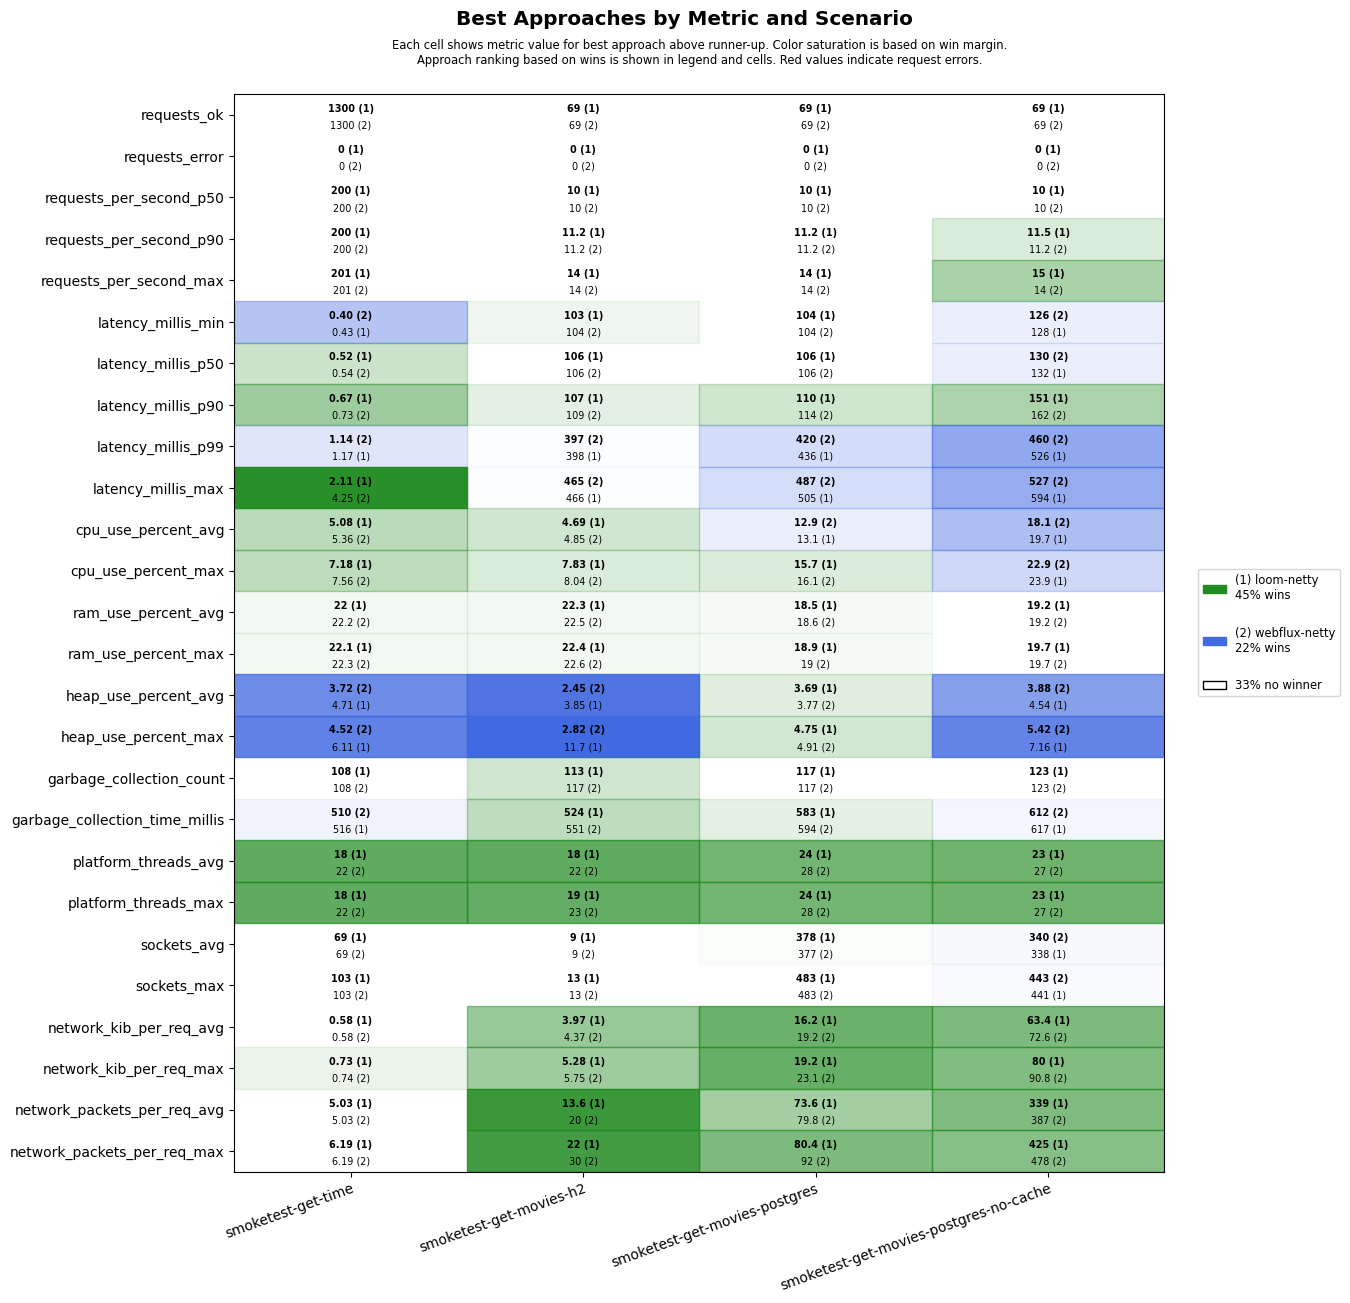 Best Approaches by Metric and Scenario
Each cell shows metric value for best approach above runner-up. Color saturation is based on win margin.
Approach ranking based on wins is shown in legend and cells. Red values indicate request errors.
requests_ok
1300 (1) 69 (1) 69 (1) 69 (1)
1300 (2) 69 (2) 69 (2) 69 (2)
requests_error
0 (1) 0 (1) 0 (1) 0 (1)
0 (2) 0 (2) 0 (2) 0 (2)
requests_per_second_p50
200 (1) 10 (1) 10 (1) 10 (1)
200 (2) 10 (2) 10 (2) 10 (2)
requests_per_second_p90
200 (1) 11.2 (1) 11.2 (1) 11.5 (1)
200 (2) 11.2 (2) 11.2 (2) 11.2 (2)
requests_per_second_max
201 (1) 14 (1) 14 (1) 15 (1)
201 (2) 14 (2) 14 (2) 14 (2)
latency_millis_min
0.40 (2) 103 (1) 104 (1) 126 (2)
0.43 (1) 104 (2) 104 (2) 128 (1)
latency_millis_p50
0.52 (1) 106 (1) 106 (1) 130 (2)
0.54 (2) 106 (2) 106 (2) 132 (1)
latency_millis_p90
0.67 (1) 107 (1) 110 (1) 151 (1)
0.73 (2) 109 (2) 114 (2) 162 (2)
latency_millis_p99
1.14 (2) 397 (2) 420 (2) 460 (2)
1.17 (1) 398 (1) 436 (1) 526 (1)
latency_millis_max
2.11 (1) 465 (2) 487 (2) 527 (2)
4.25 (2) 466 (1) 505 (1) 594 (1)
cpu_use_percent_avg
5.08 (1) 4.69 (1) 12.9 (2) 18.1 (2)
5.36 (2) 4.85 (2) 13.1 (1) 19.7 (1)
cpu_use_percent_max
7.18 (1) 7.83 (1) 15.7 (1) 22.9 (2)
7.56 (2) 8.04 (2) 16.1 (2) 23.9 (1)
ram_use_percent_avg
22 (1) 22.3 (1) 18.5 (1) 19.2 (1)
22.2 (2) 22.5 (2) 18.6 (2) 19.2 (2)
ram_use_percent_max
22.1 (1) 22.4 (1) 18.9 (1) 19.7 (1)
22.3 (2) 22.6 (2) 19 (2) 19.7 (2)
heap_use_percent_avg
3.72 (2) 2.45 (2) 3.69 (1) 3.88 (2)
4.71 (1) 3.85 (1) 3.77 (2) 4.54 (1)
heap_use_percent_max
4.52 (2) 2.82 (2) 4.75 (1) 5.42 (2)
6.11 (1) 11.7 (1) 4.91 (2) 7.16 (1)
garbage_collection_count
108 (1) 113 (1) 117 (1) 123 (1)
108 (2) 117 (2) 117 (2) 123 (2)
garbage_collection_time_millis
510 (2) 524 (1) 583 (1) 612 (2)
516 (1) 551 (2) 594 (2) 617 (1)
platform_threads_avg
18 (1) 18 (1) 24 (1) 23 (1)
22 (2) 22 (2) 28 (2) 27 (2)
platform_threads_max
18 (1) 19 (1) 24 (1) 23 (1)
22 (2) 23 (2) 28 (2) 27 (2)
sockets_avg
69 (1) 9 (1) 378 (1) 340 (2)
69 (2) 9 (2) 377 (2) 338 (1)
sockets_max
103 (1) 13 (1) 483 (1) 443 (2)
103 (2) 13 (2) 483 (2) 441 (1)
network_kib_per_req_avg
0.58 (1) 3.97 (1) 16.2 (1) 63.4 (1)
0.58 (2) 4.37 (2) 19.2 (2) 72.6 (2)
network_kib_per_req_max
0.73 (1) 5.28 (1) 19.2 (1) 80 (1)
0.74 (2) 5.75 (2) 23.1 (2) 90.8 (2)
network_packets_per_req_avg
5.03 (1) 13.6 (1) 73.6 (1) 339 (1)
5.03 (2) 20 (2) 79.8 (2) 387 (2)
network_packets_per_req_max
6.19 (1) 22 (1) 80.4 (1) 425 (1)
6.19 (2) 30 (2) 92 (2) 478 (2)
smoketest-get-time
smoketest-get-movies-h2
smoketest-get-movies-postgres
smoketest-get-movies-postgres-no-cache
(1) loom-netty
45% wins
(2) webflux-netty
22% wins
33% no winner